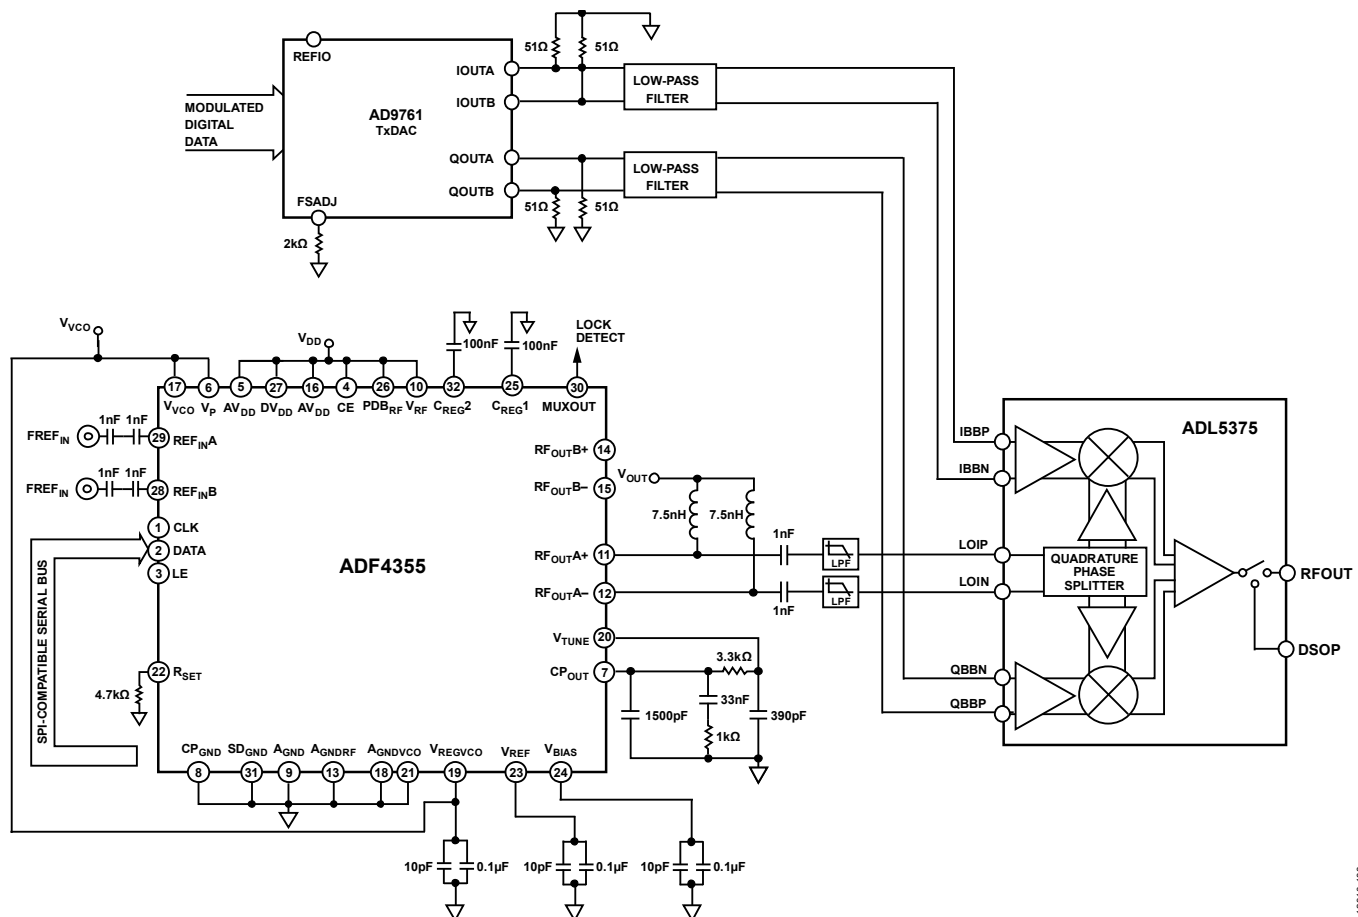 REFIO
MODULATED
DIGITAL
DATA
AD9761
TxDAC
IOUTA
IOUTB
QOUTA
QOUTB
FSADJ
2kΩ
51Ω
51Ω
LOW-PASS
FILTER
LOW-PASS
FILTER
51Ω
51Ω
VVCO
VDD
100nF
100nF
LOCK
DETECT
17
6
5
27
16
4
26
10
32
25
30
VVCO
VP
AVDD
DVDD
AVDD
CE
PDBRF
VRF
CREG2
CREG1
MUXOUT
FREFIN
1nF
1nF
29
REFINA
FREFIN
1nF
1nF
28
REFINB
1
CLK
2
DATA
3
LE
SPI-COMPATIBLE SERIAL BUS
ADF4355
22
RSET
4.7kΩ
RFOUTB+
14
RFOUTB–
15
VOUT
7.5nH
7.5nH
RFOUTA+
11
1nF
LPF
RFOUTA–
12
1nF
LPF
VTUNE
20
CPOUT
7
3.3kΩ
33nF
1500pF
390pF
1kΩ
CPGND
SDGND
AGND
AGNDRF
AGNDVCO
VREGVCO
VREF
VBIAS
8
31
9
13
18
21
19
23
24
10pF
0.1µF
10pF
0.1µF
10pF
0.1µF
ADL5375
IBBP
IBBN
LOIP
LOIN
QUADRATURE
PHASE
SPLITTER
QBBN
QBBP
RFOUT
DSOP